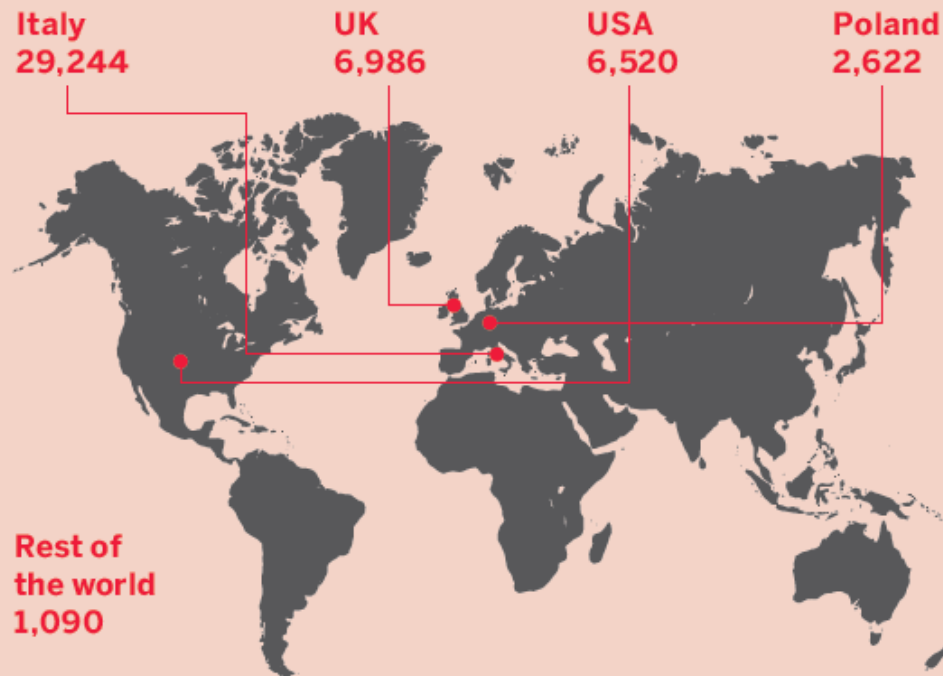 Italy
29,244
UK
6,986
USA
6,520
Poland
2,622
Rest of
the world
1,090